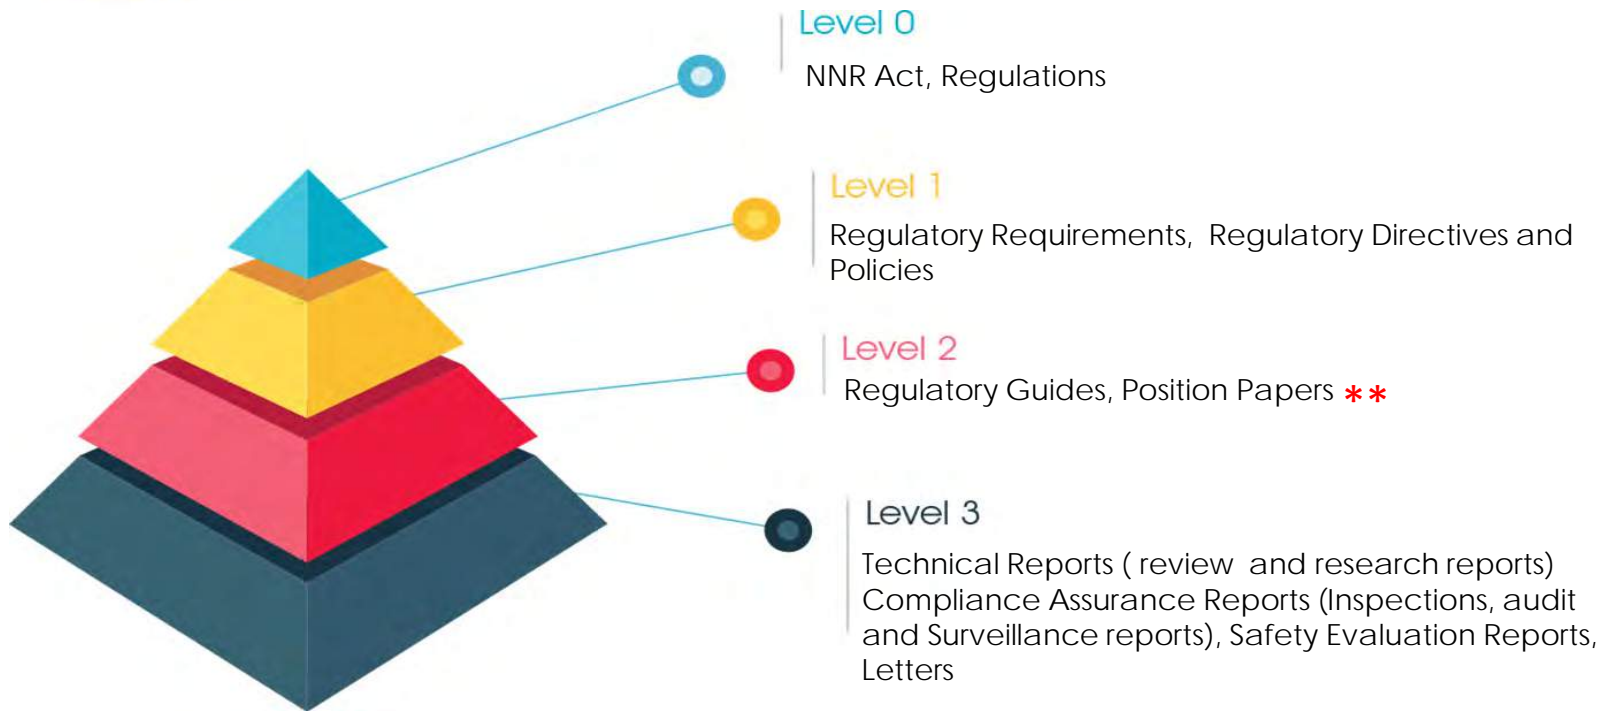 Level 0
NNR Act, Regulations
Level 1
Regulatory Requirements, Regulatory Directives and
Policies
Level 2
Regulatory Guides, Position Papers **
Level 3
Technical Reports ( review and research reports)
Compliance Assurance Reports (Inspections, audit
and Surveillance reports), Safety Evaluation Reports,
Letters